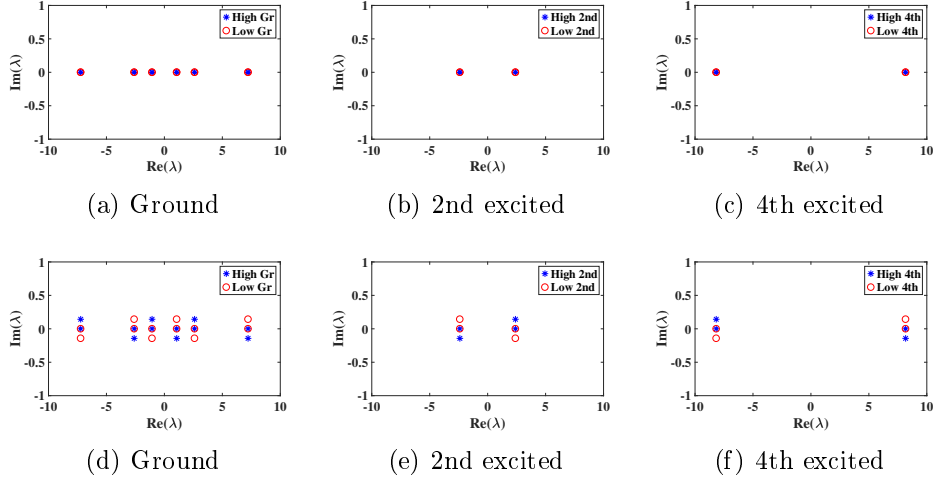 1
0.5
0
-0.5
-1
Im(λ)
-10
-5
0
5
10
Re(λ)
High Gr
Low Gr
(a) Ground
1
0.5
0
-0.5
-1
Im(λ)
-10
-5
0
5
10
Re(λ)
High 2nd
Low 2nd
(b) 2nd excited
1
0.5
0
-0.5
-1
Im(λ)
-10
-5
0
5
10
Re(λ)
High 4th
Low 4th
(c) 4th excited
1
0.5
0
-0.5
-1
Im(λ)
-10
-5
0
5
10
Re(λ)
High Gr
Low Gr
(d) Ground
1
0.5
0
-0.5
-1
Im(λ)
-10
-5
0
5
10
Re(λ)
High 2nd
Low 2nd
(e) 2nd excited
1
0.5
0
-0.5
-1
Im(λ)
-10
-5
0
5
10
Re(λ)
High 4th
Low 4th
(f) 4th excited